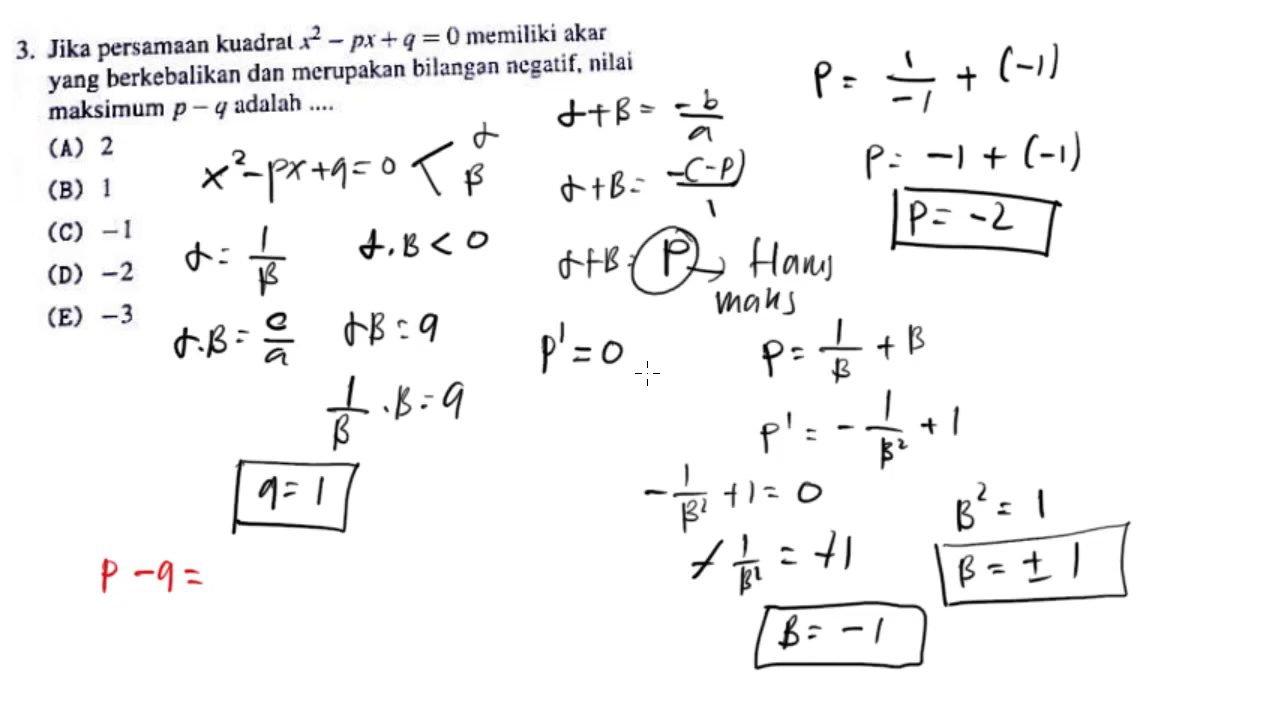 3. Jika persamaan kuadrat x² − px + q = 0 memiliki akar
yang berkebalikan dan merupakan bilangan negatif, nilai
maksimum p − q adalah ....
(A) 2
(B) 1
(C) −1
(D) −2
(E) −3
x² − px + q = 0 < α β
α = 1/β
α.β < 0
α.β = c/a
αβ = q
1/β . β = q
q = 1
p − q =
α + β = −b/a
α + β = −(−p)/1
α + β = p → Harus
maks
p' = 0
p = 1/β + β
p' = − 1/β² + 1
− 1/β² + 1 = 0
− 1/β² = −1
β² = 1
β = ± 1
β = −1
p = 1/−1 + (−1)
p = −1 + (−1)
p = −2